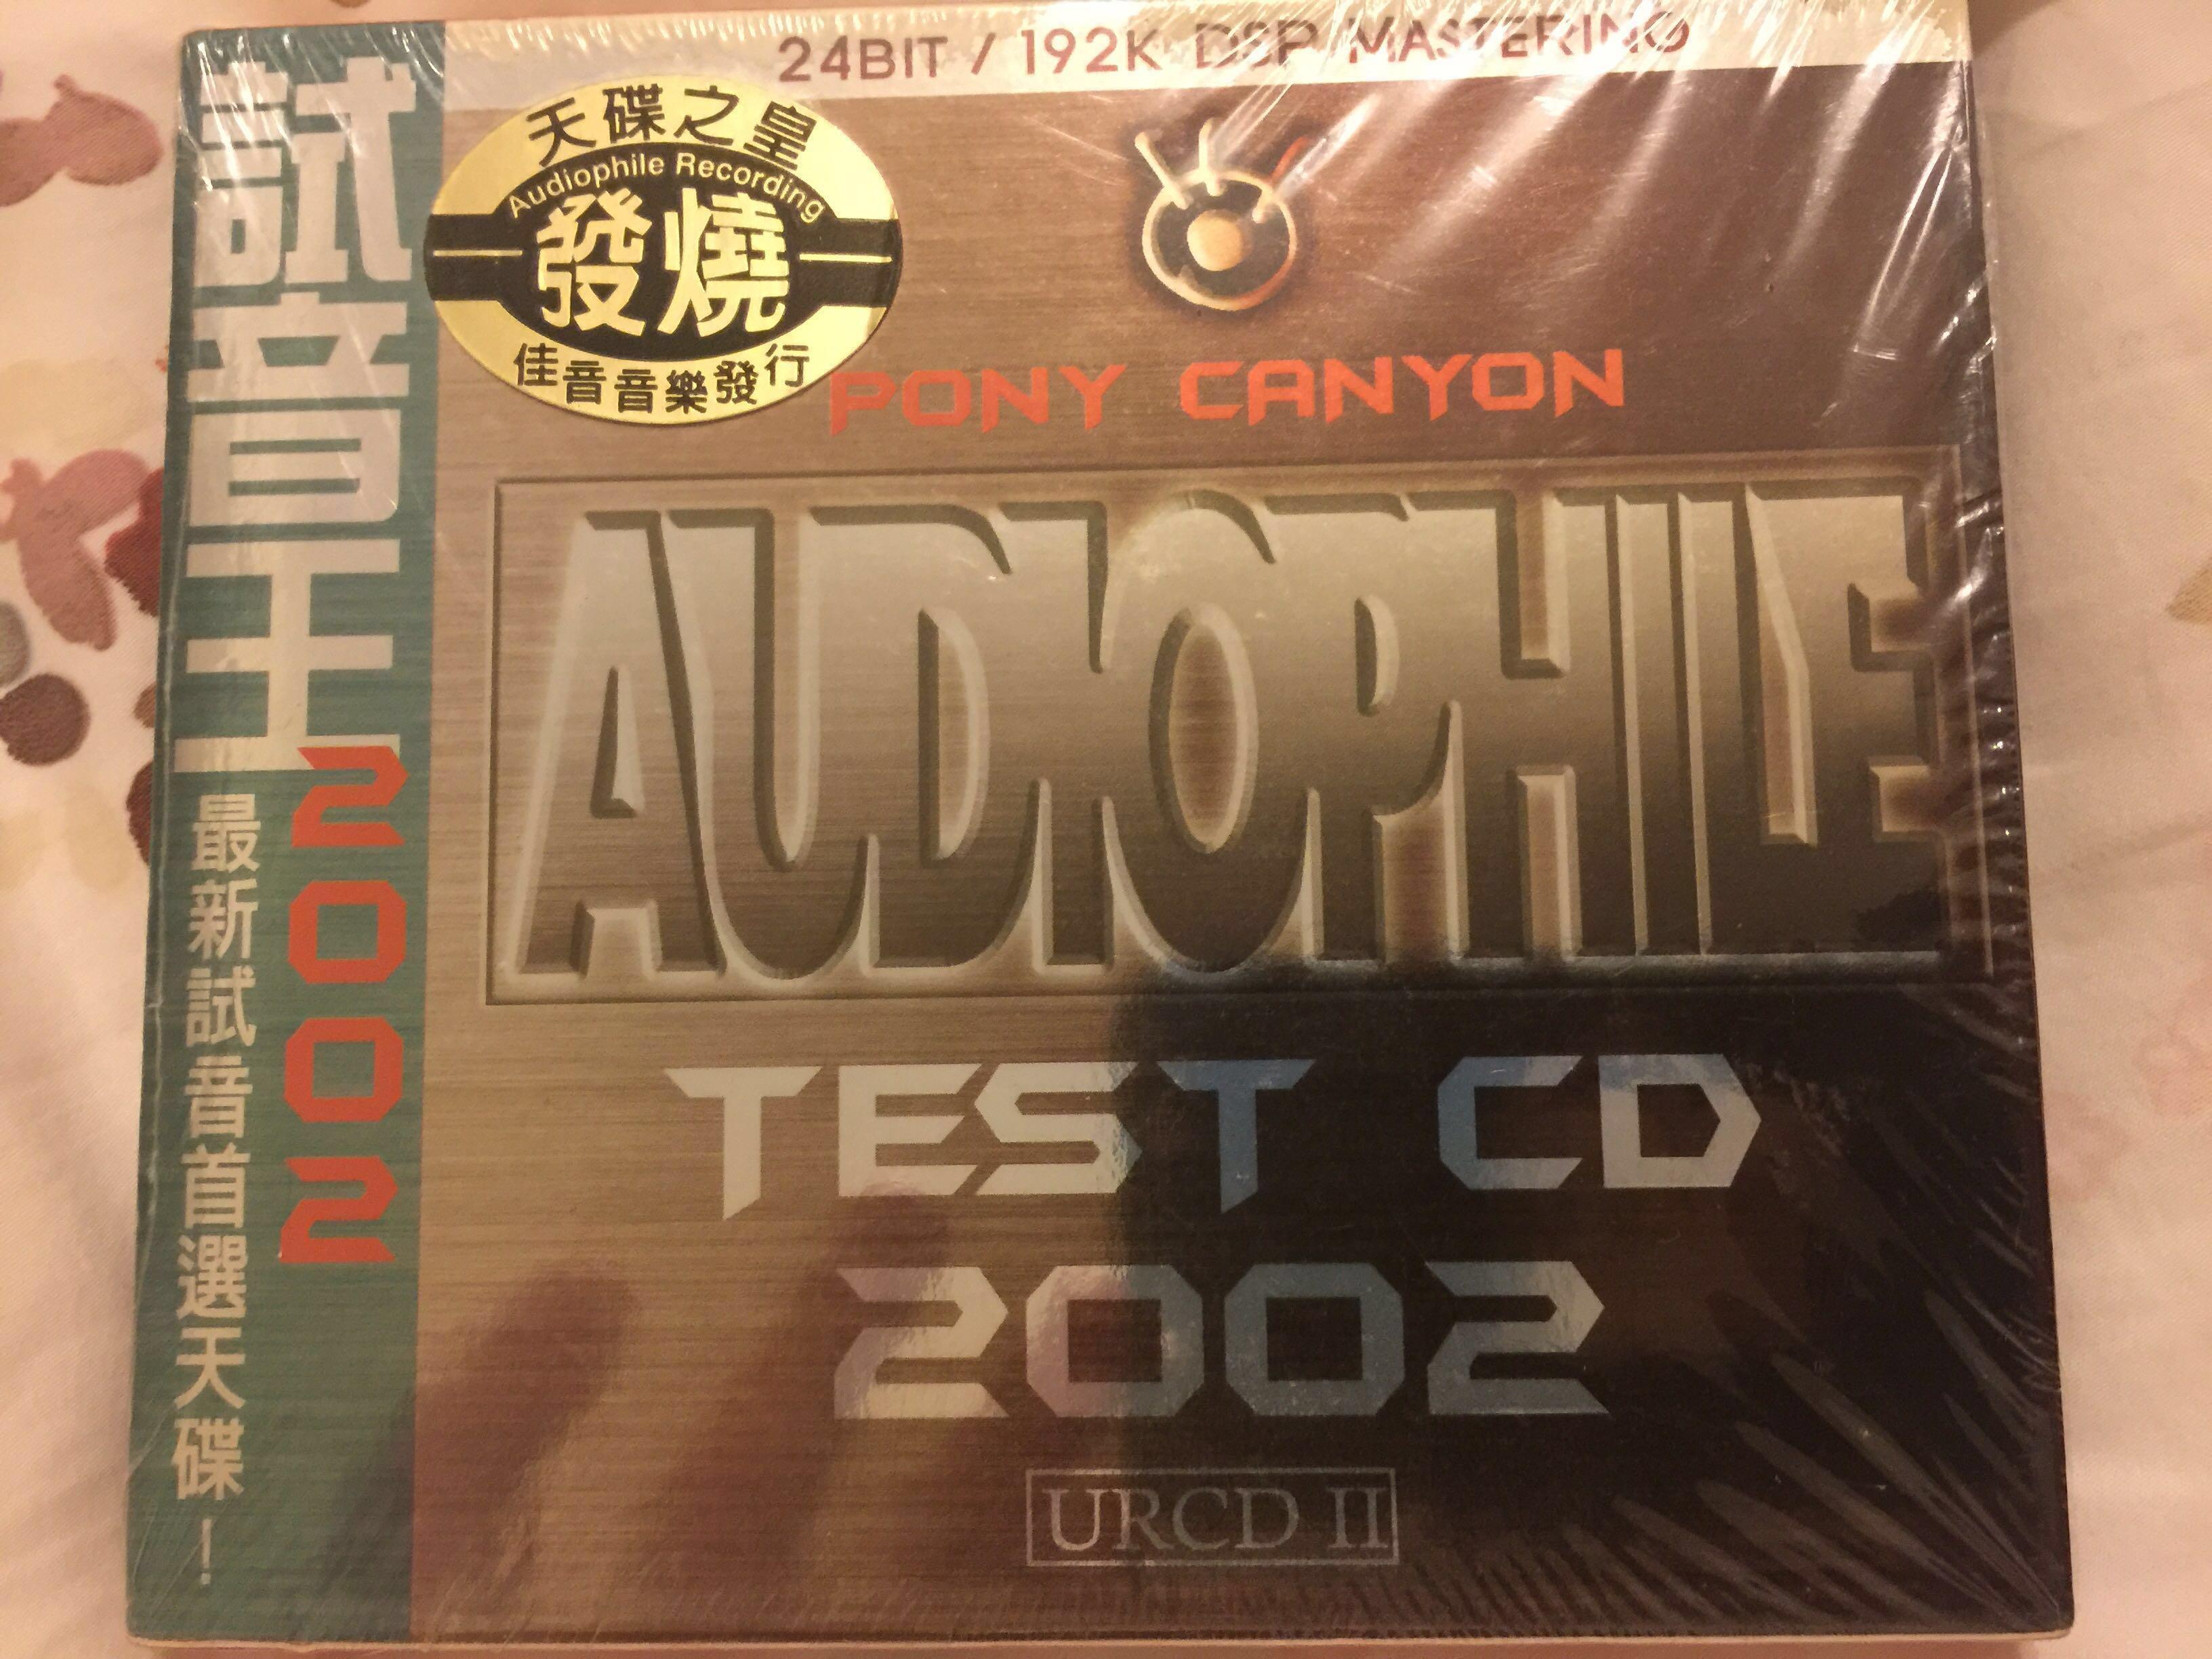 24BIT / 192K DSP MASTERING
試音王2002
最新試音首選天碟！
天碟之皇
Audiophile Recording
發燒
佳音音樂發行
PONY CANYON
AUDIOPHILE
TEST CD
2002
URCD II